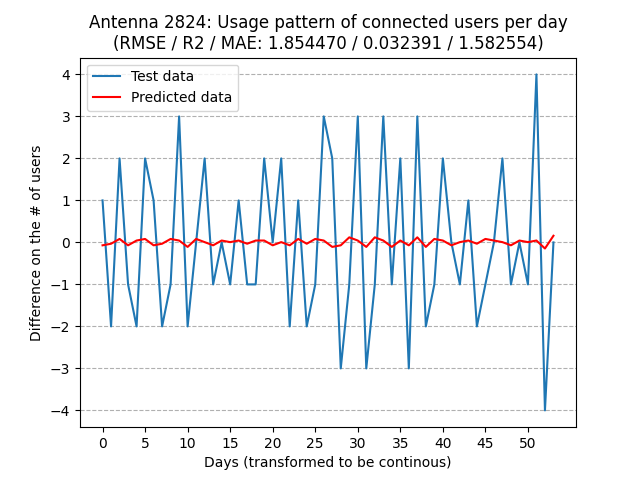 Antenna 2824: Usage pattern of connected users per day
(RMSE / R2 / MAE: 1.854470 / 0.032391 / 1.582554)
Test data
Predicted data
4
3
2
1
0
−1
−2
−3
−4
Difference on the # of users
0 5 10 15 20 25 30 35 40 45 50
Days (transformed to be continous)